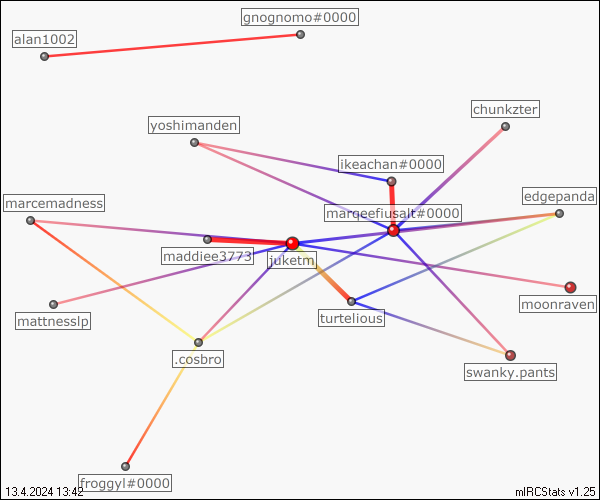 gnognomo#0000
alan1002
chunkzter
yoshimanden
ikeachan#0000
edgepanda
marcemadness
marqeefiusalt#0000
maddiee3773
juketm
moonraven
mattnesslp
turtelious
.cosbro
swanky.pants
froggyl#0000
13.4.2024 13:42
mIRCStats v1.25